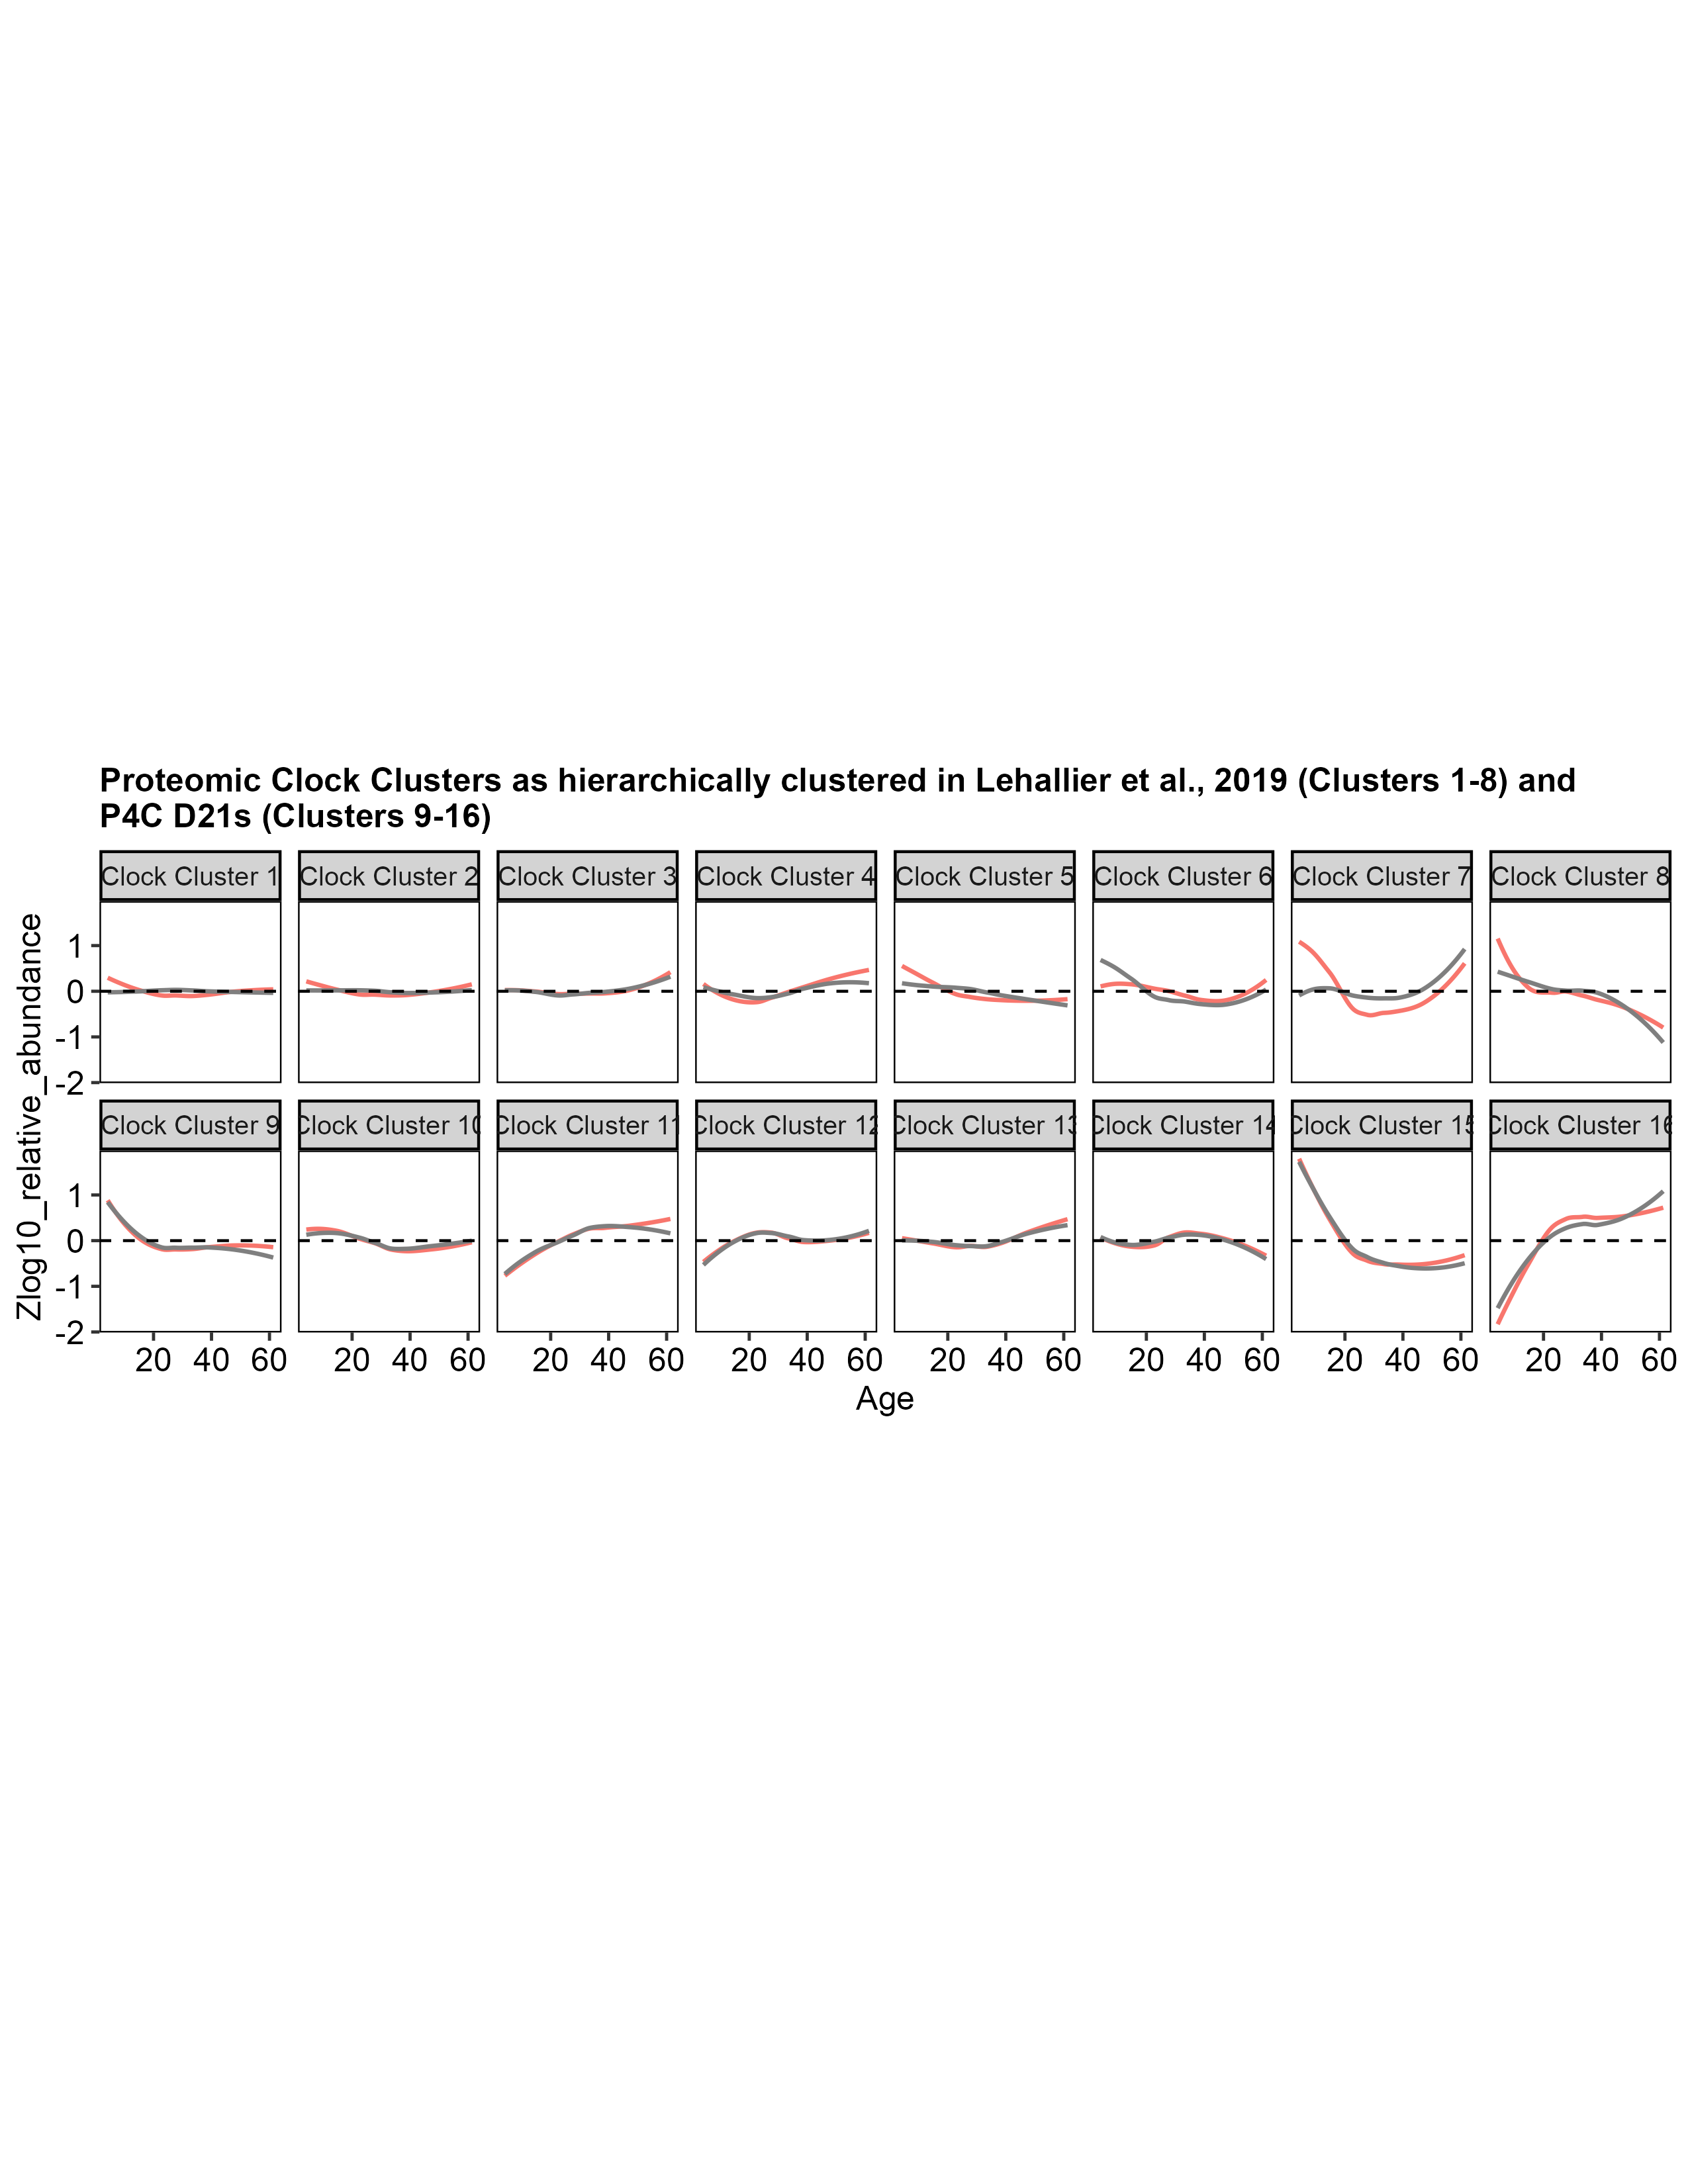 Proteomic Clock Clusters as hierarchically clustered in Lehallier et al., 2019 (Clusters 1-8) and
P4C D21s (Clusters 9-16)
Clock Cluster 1
Clock Cluster 2
Clock Cluster 3
Clock Cluster 4
Clock Cluster 5
Clock Cluster 6
Clock Cluster 7
Clock Cluster 8
Zlog10_relative_abundance
1
0
-1
-2
Clock Cluster 9
Clock Cluster 10
Clock Cluster 11
Clock Cluster 12
Clock Cluster 13
Clock Cluster 14
Clock Cluster 15
Clock Cluster 16
1
0
-1
-2
20 40 60
20 40 60
20 40 60
20 40 60
20 40 60
20 40 60
20 40 60
20 40 60
Age